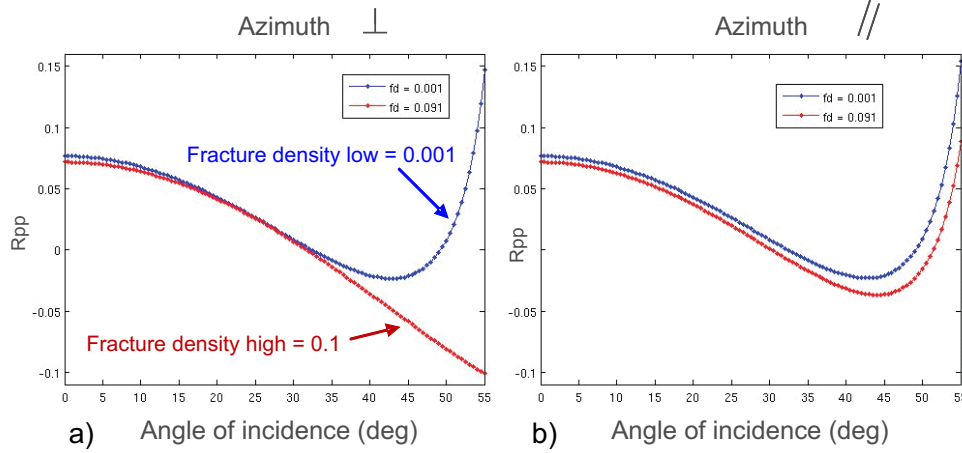 Azimuth ⊥
Azimuth //
0.15
0.1
0.05
0
-0.05
-0.1
Rpp
fd = 0.001
fd = 0.091
Fracture density low = 0.001
Fracture density high = 0.1
0 5 10 15 20 25 30 35 40 45 50 55
a) Angle of incidence (deg)
0.15
0.1
0.05
0
-0.05
-0.1
Rpp
fd = 0.001
fd = 0.091
0 5 10 15 20 25 30 35 40 45 50 55
b) Angle of incidence (deg)